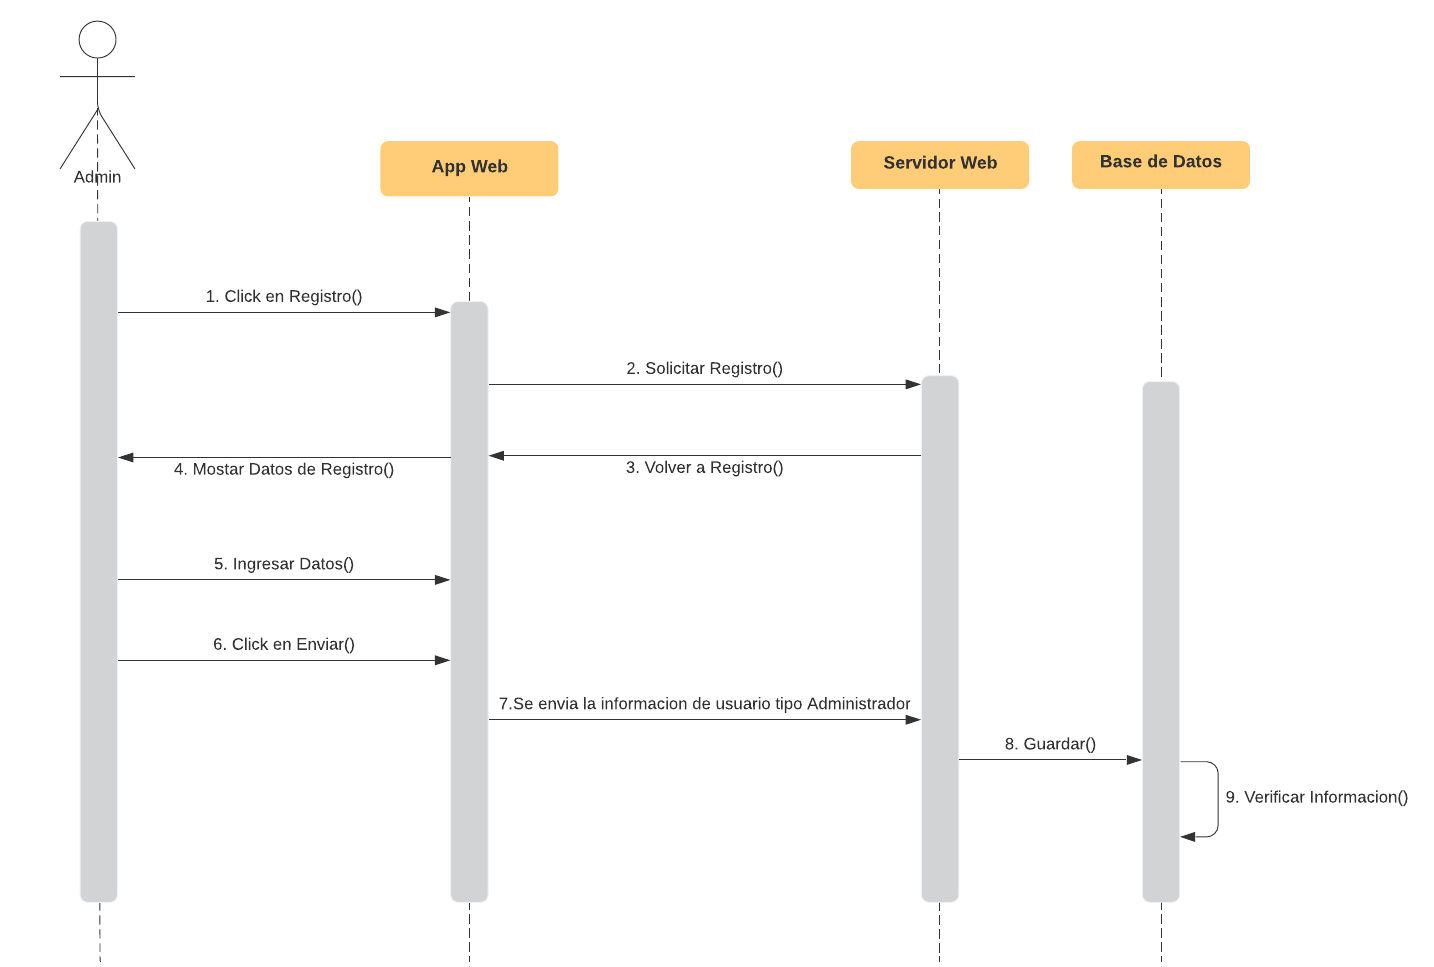 Admin
App Web
Servidor Web
Base de Datos
1. Click en Registro()
2. Solicitar Registro()
3. Volver a Registro()
4. Mostar Datos de Registro()
5. Ingresar Datos()
6. Click en Enviar()
7.Se envia la informacion de usuario tipo Administrador
8. Guardar()
9. Verificar Informacion()